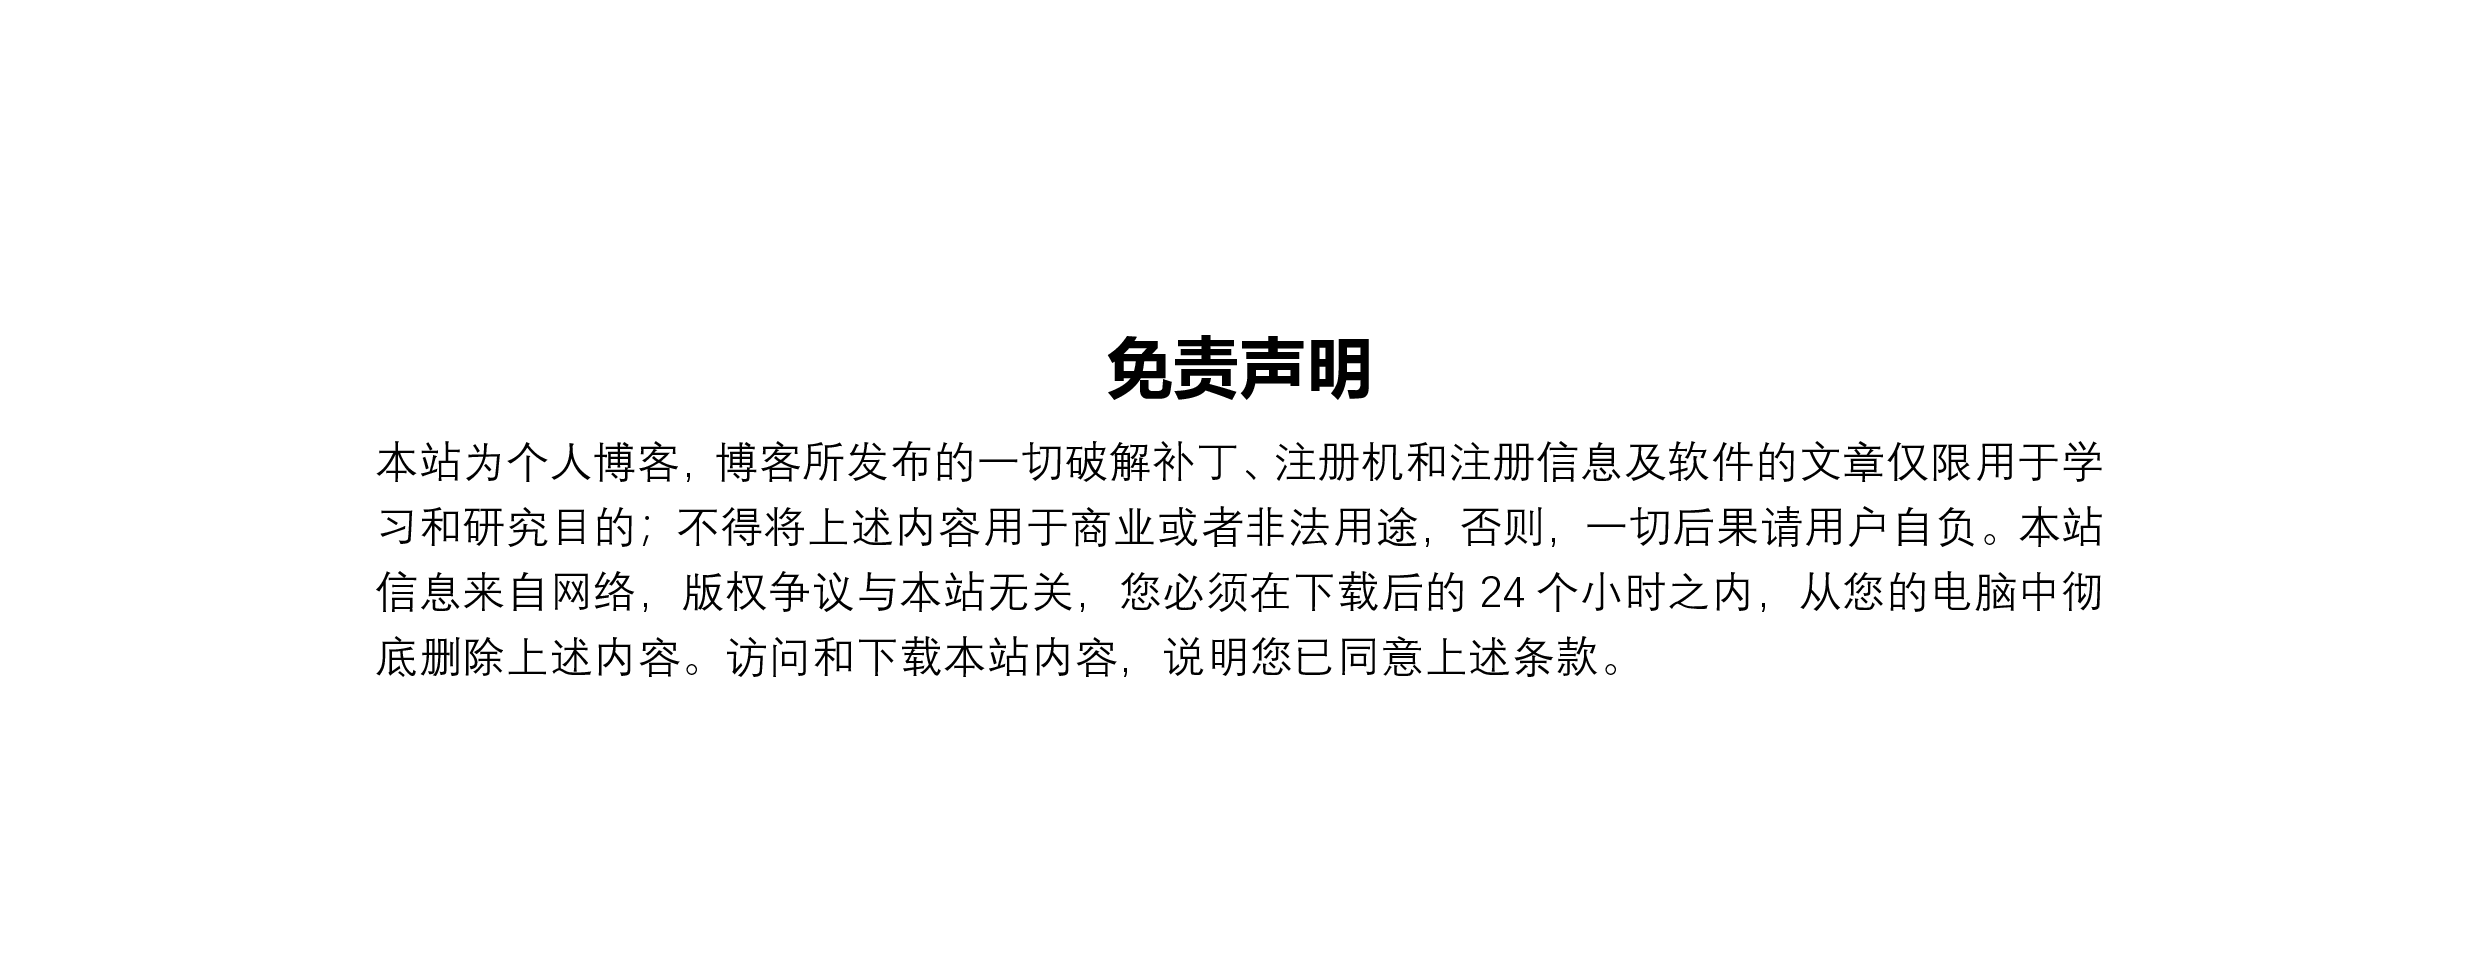 免责声明
本站为个人博客，博客所发布的一切破解补丁、注册机和注册信息及软件的文章仅限用于学
习和研究目的；不得将上述内容用于商业或者非法用途，否则，一切后果请用户自负。本站
信息来自网络，版权争议与本站无关，您必须在下载后的 24 个小时之内，从您的电脑中彻
底删除上述内容。访问和下载本站内容，说明您已同意上述条款。